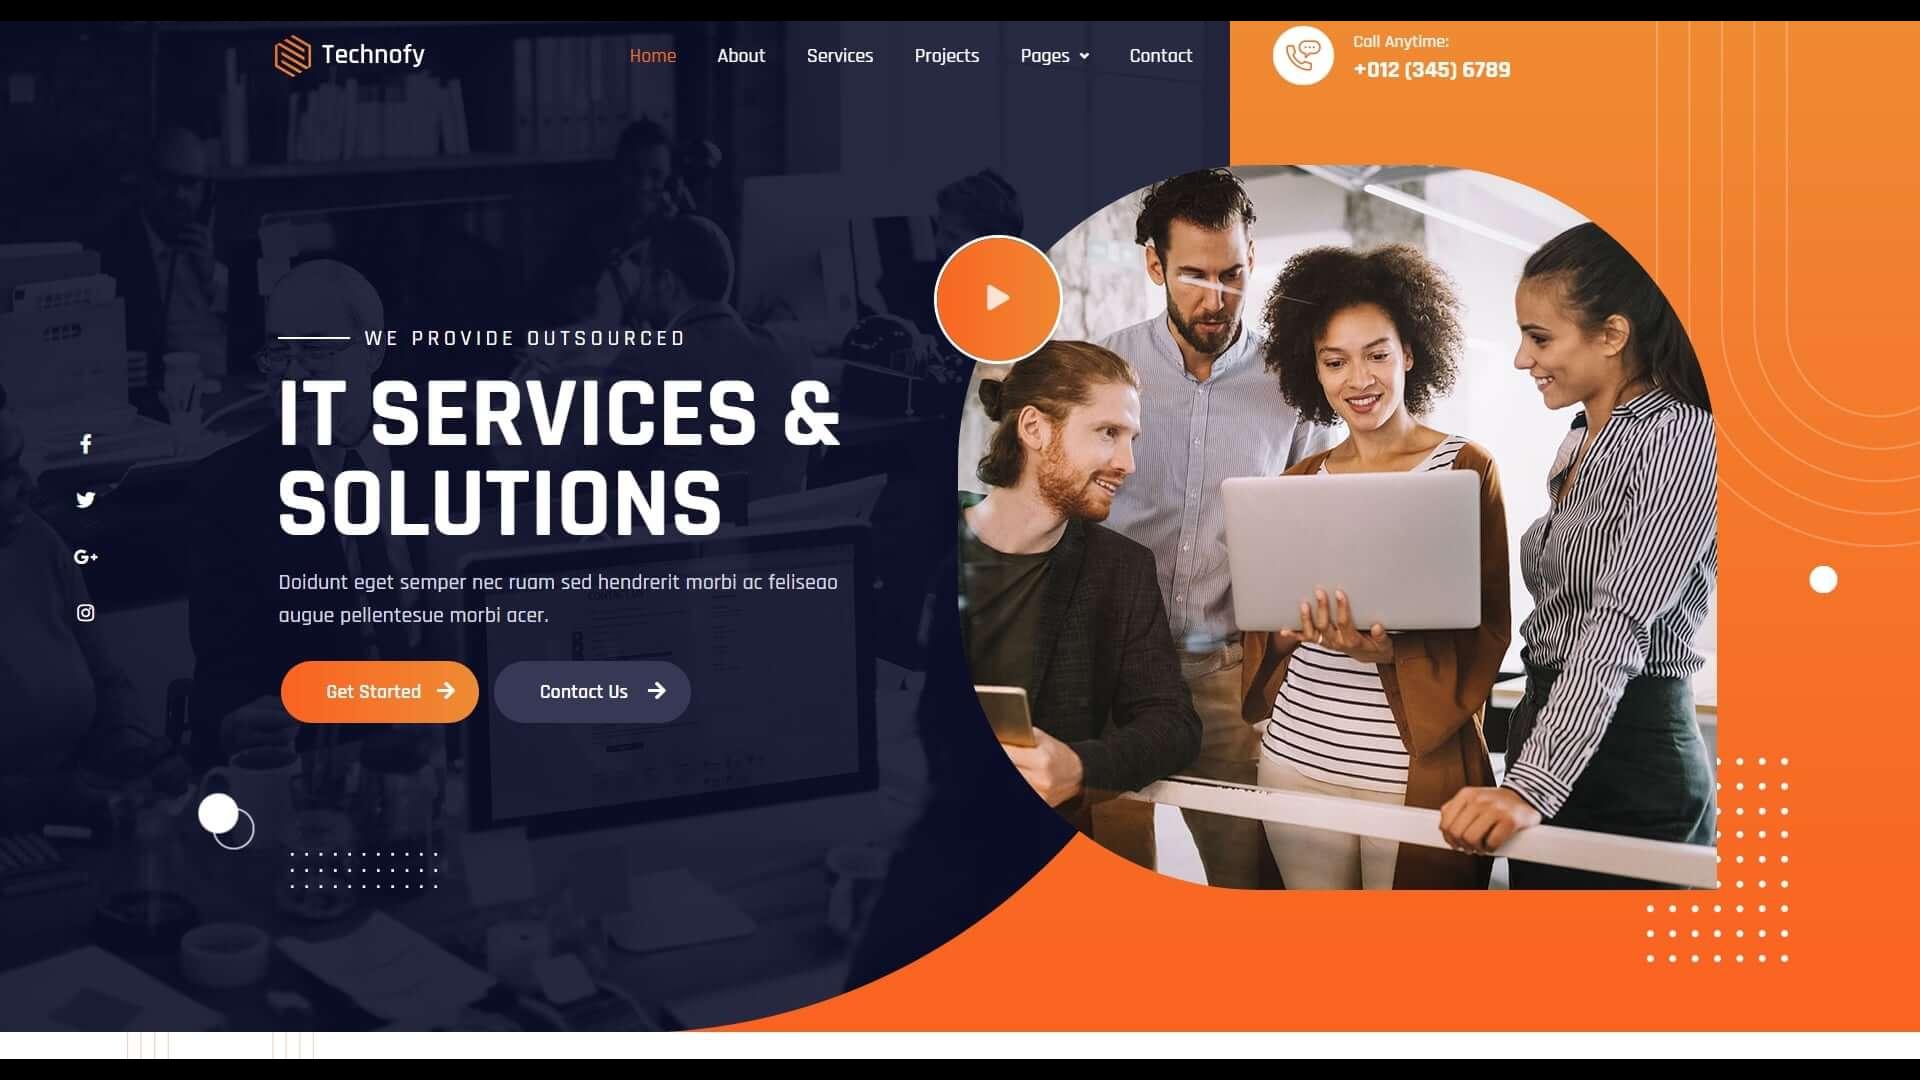 Technofy
Home About Services Projects Pages Contact
Call Anytime:
+012 (345) 6789
WE PROVIDE OUTSOURCED
IT SERVICES &
SOLUTIONS
Doidunt eget semper nec ruam sed hendrerit morbi ac feliseao
augue pellentesue morbi acer.
Get Started
Contact Us